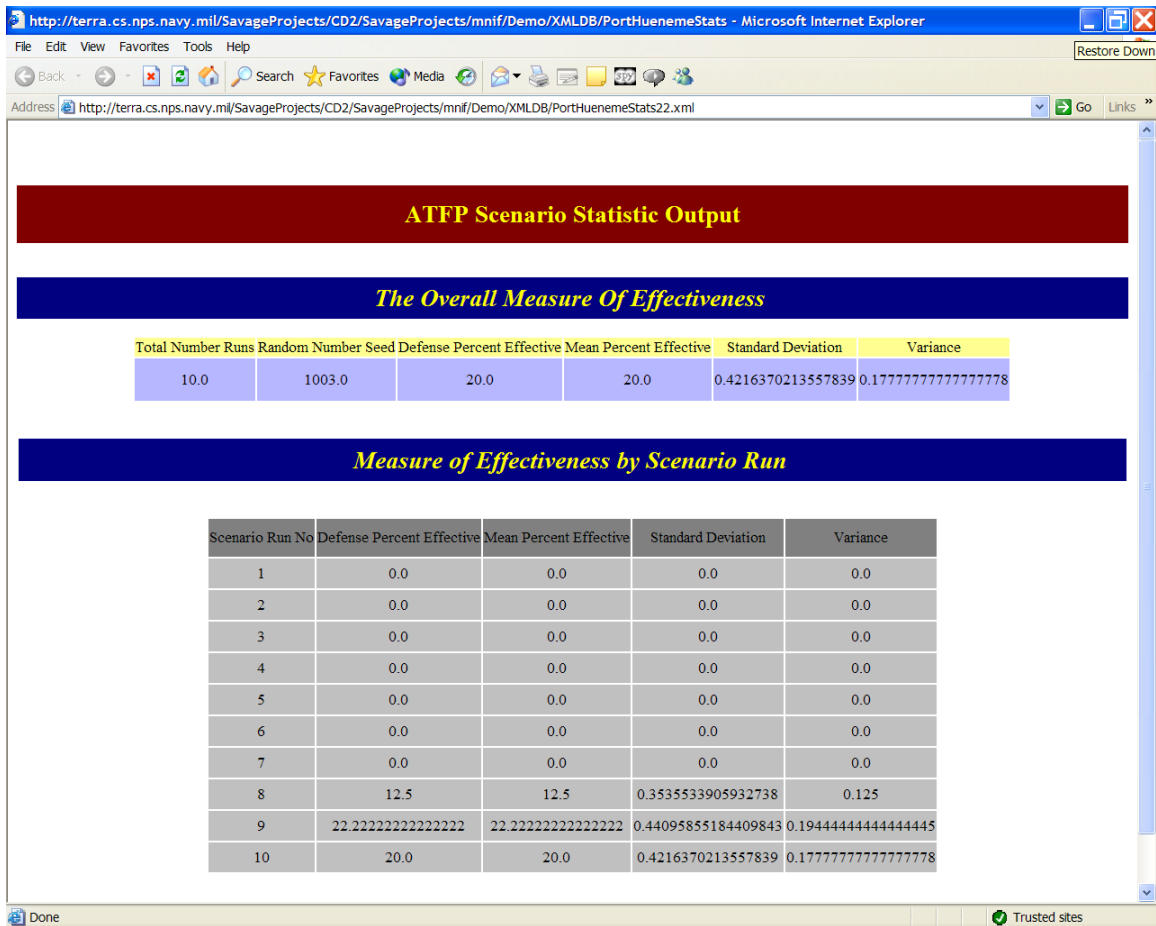 http://terra.cs.nps.navy.mil/SavageProjects/CD2/SavageProjects/mnif/Demo/XMLDB/PortHuenemeStats - Microsoft Internet Explorer
File Edit View Favorites Tools Help
Restore Down
Back Search Favorites Media
Address http://terra.cs.nps.navy.mil/SavageProjects/CD2/SavageProjects/mnif/Demo/XMLDB/PortHuenemeStats22.xml Go Links »
ATFP Scenario Statistic Output
The Overall Measure Of Effectiveness
Total Number Runs Random Number Seed Defense Percent Effective Mean Percent Effective Standard Deviation Variance
10.0 1003.0 20.0 20.0 0.4216370213557839 0.17777777777777778
Measure of Effectiveness by Scenario Run
Scenario Run No Defense Percent Effective Mean Percent Effective Standard Deviation Variance
1 0.0 0.0 0.0 0.0
2 0.0 0.0 0.0 0.0
3 0.0 0.0 0.0 0.0
4 0.0 0.0 0.0 0.0
5 0.0 0.0 0.0 0.0
6 0.0 0.0 0.0 0.0
7 0.0 0.0 0.0 0.0
8 12.5 12.5 0.3535533905932738 0.125
9 22.22222222222222 22.22222222222222 0.44095855184409843 0.19444444444444445
10 20.0 20.0 0.4216370213557839 0.17777777777777778
Done Trusted sites